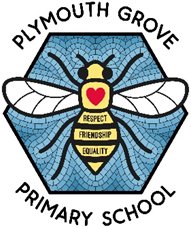 PLYMOUTH GROVE
RESPECT
FRIENDSHIP
EQUALITY
PRIMARY SCHOOL